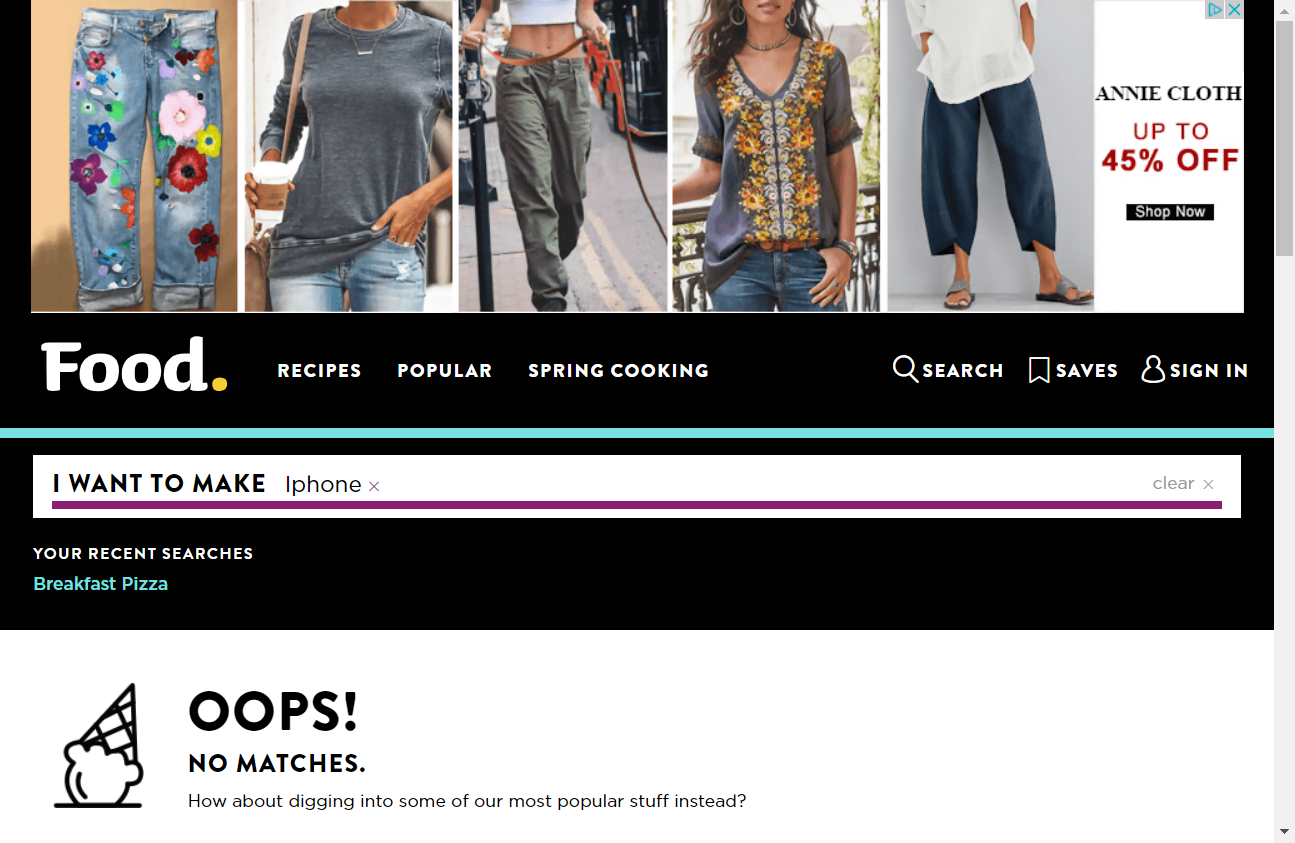 ANNIE CLOTH
UP TO
45% OFF
Shop Now
Food.
RECIPES
POPULAR
SPRING COOKING
SEARCH
SAVES
SIGN IN
I WANT TO MAKE Iphone ×
clear ×
YOUR RECENT SEARCHES
Breakfast Pizza
OOPS!
NO MATCHES.
How about digging into some of our most popular stuff instead?